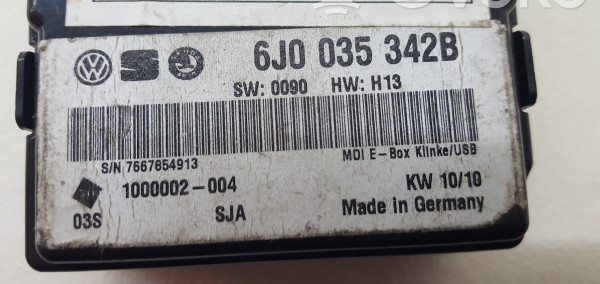 6J0 035 342B
SW: 0090 HW: H13
S/N 7667854913
MDI E-Box Klinke/USB
1000002-004
KW 10/10
03S
SJA
Made in Germany